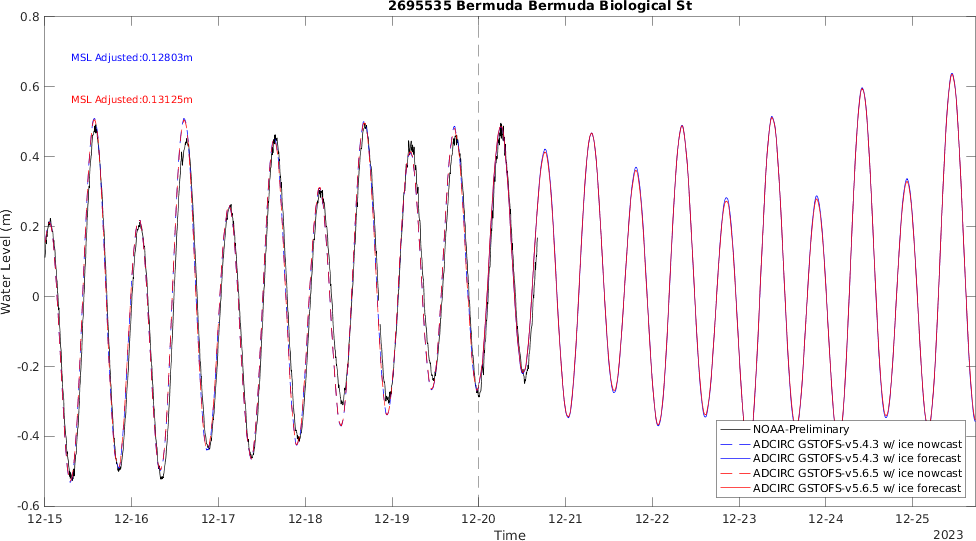 2695535 Bermuda Bermuda Biological St
0.8
0.6
0.4
0.2
0
-0.2
-0.4
-0.6
Water Level (m)
MSL Adjusted:0.12803m
MSL Adjusted:0.13125m
NOAA-Preliminary
ADCIRC GSTOFS-v5.4.3 w/ ice nowcast
ADCIRC GSTOFS-v5.4.3 w/ ice forecast
ADCIRC GSTOFS-v5.6.5 w/ ice nowcast
ADCIRC GSTOFS-v5.6.5 w/ ice forecast
12-15 12-16 12-17 12-18 12-19 12-20 12-21 12-22 12-23 12-24 12-25
Time
2023